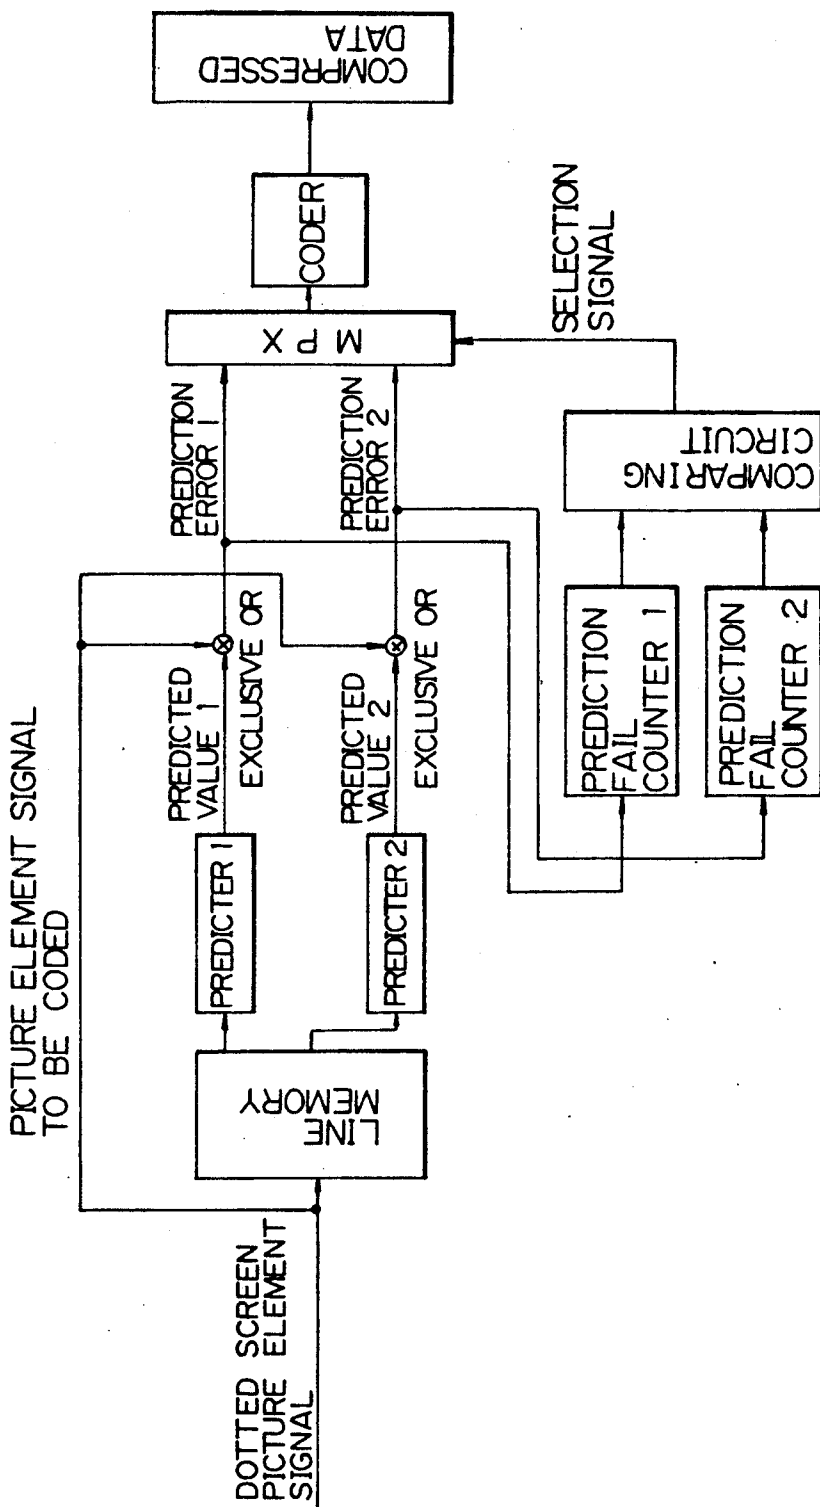 PICTURE ELEMENT SIGNAL
TO BE CODED
DOTTED SCREEN
PICTURE ELEMENT
SIGNAL
LINE
MEMORY
PREDICTER 1
PREDICTER 2
PREDICTED
VALUE 1
PREDICTED
VALUE 2
EXCLUSIVE OR
EXCLUSIVE OR
PREDICTION
ERROR 1
PREDICTION
ERROR 2
MPX
CODER
COMPRESSED
DATA
PREDICTION
FAIL
COUNTER 1
PREDICTION
FAIL
COUNTER 2
COMPARING
CIRCUIT
SELECTION
SIGNAL